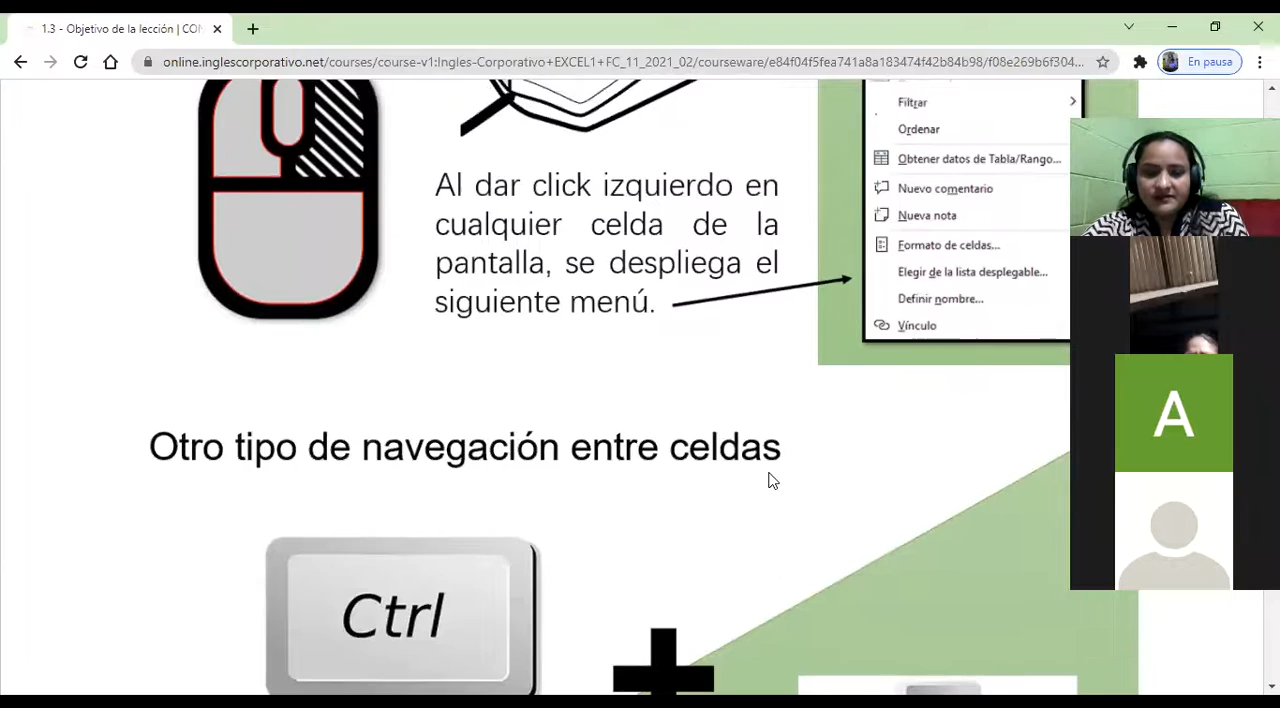 1.3 - Objetivo de la lección | CON
online.inglescorporativo.net/courses/course-v1:Ingles-Corporativo+EXCEL1+FC_11_2021_02/courseware/e84f04f5fea741a8a183474f42b84b98/f08e269b6f304...
En pausa
Filtrar
Ordenar
Obtener datos de Tabla/Rango...
Nuevo comentario
Nueva nota
Formato de celdas...
Elegir de la lista desplegable...
Definir nombre...
Vínculo
Al dar click izquierdo en
cualquier celda de la
pantalla, se despliega el
siguiente menú.
A
Otro tipo de navegación entre celdas
Ctrl